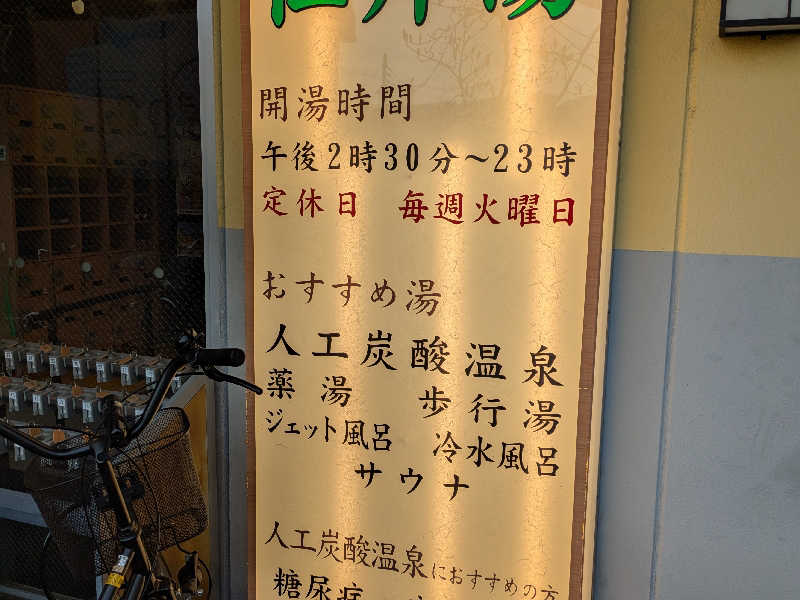 開湯時間
午後2時30分～23時
定休日 毎週火曜日
おすすめ湯
人工炭酸温泉
薬湯 歩行湯
ジェット風呂 冷水風呂
サウナ
人工炭酸温泉におすすめの方
糖尿病